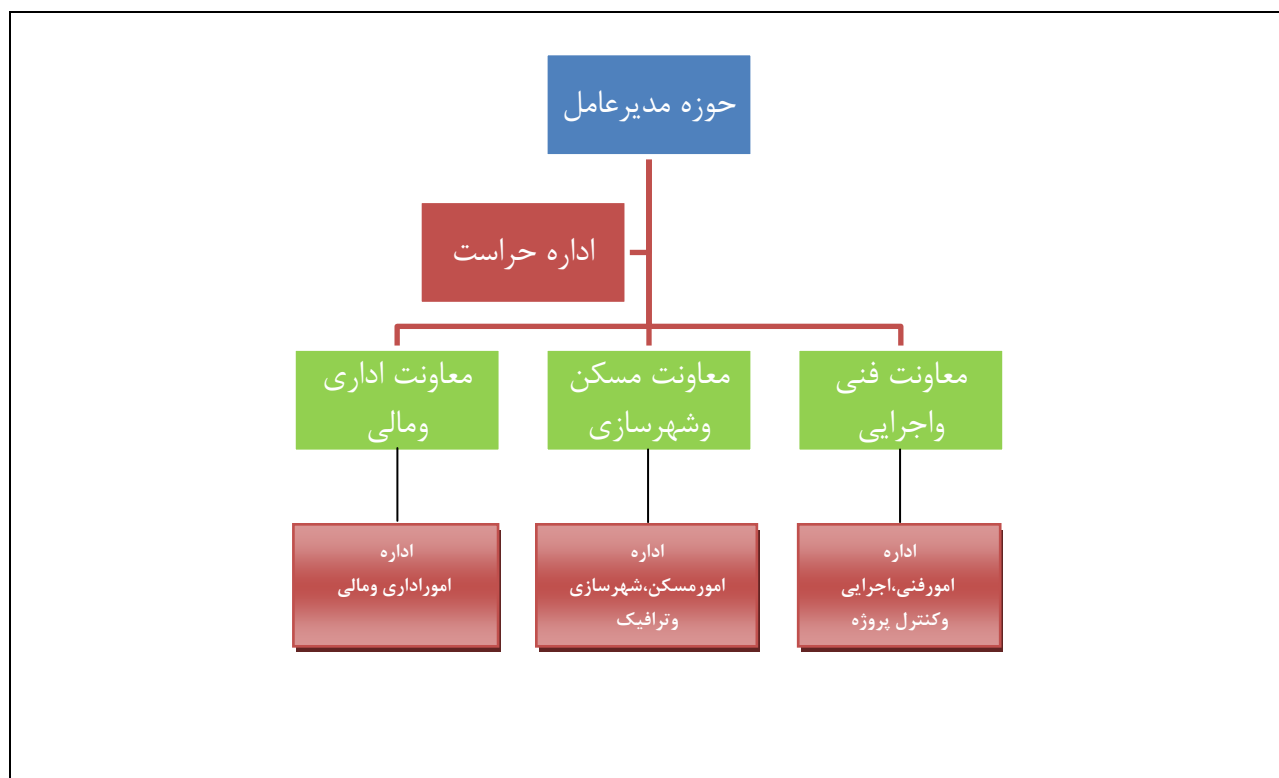 حوزه مدیرعامل
اداره حراست
معاونت فنی
واجرایی
معاونت مسکن
وشهرسازی
معاونت اداری
ومالی
اداره
امورفنی،اجرایی
وکنترل پروژه
اداره
امورمسکن،شهرسازی
وترافیک
اداره
اموراداری ومالی